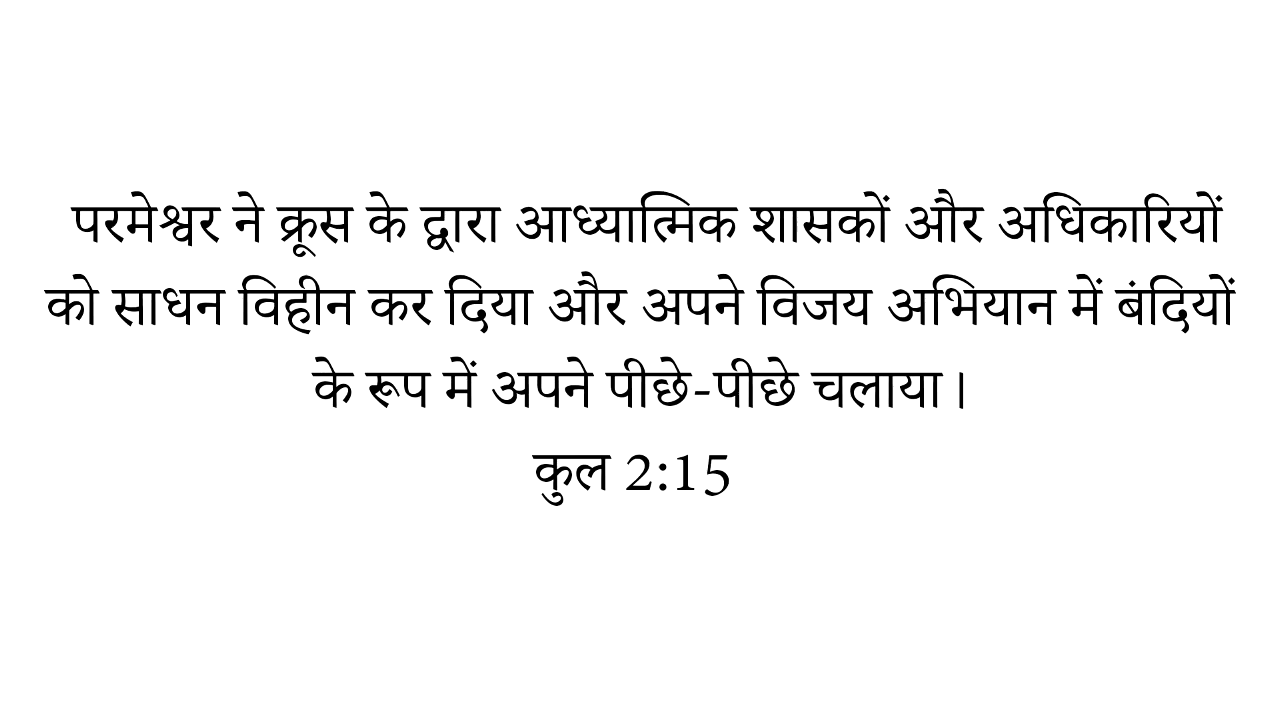 परमेश्वर ने क्रूस के द्वारा आध्यात्मिक शासकों और अधिकारियों
को साधन विहीन कर दिया और अपने विजय अभियान में बंदियों
के रूप में अपने पीछे-पीछे चलाया।
कुल 2:15